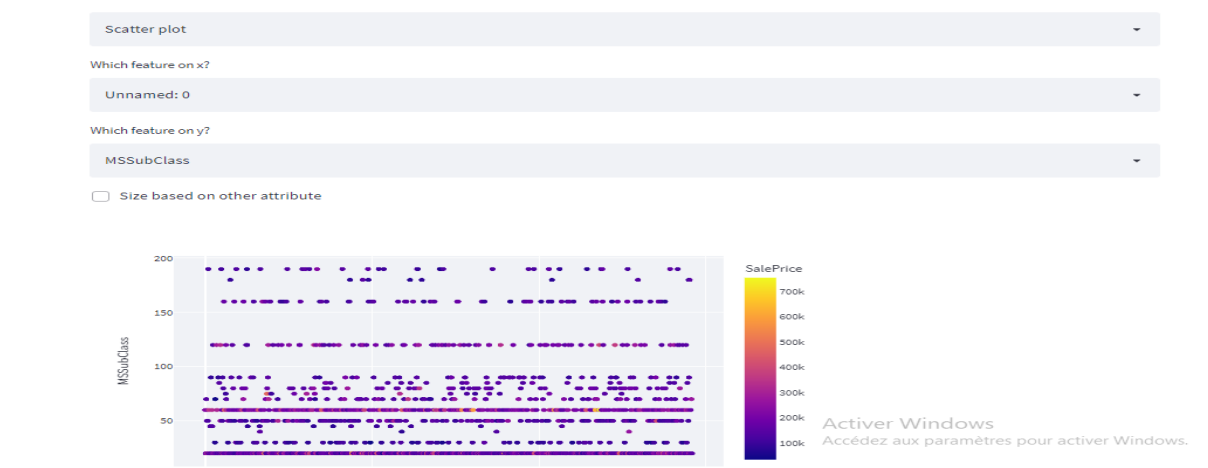 Scatter plot
Which feature on x?
Unnamed: 0
Which feature on y?
MSSubClass
Size based on other attribute
200
150
100
50
MSSubClass
SalePrice
700k
600k
500k
400k
300k
200k
100k
Activer Windows
Accédez aux paramètres pour activer Windows.